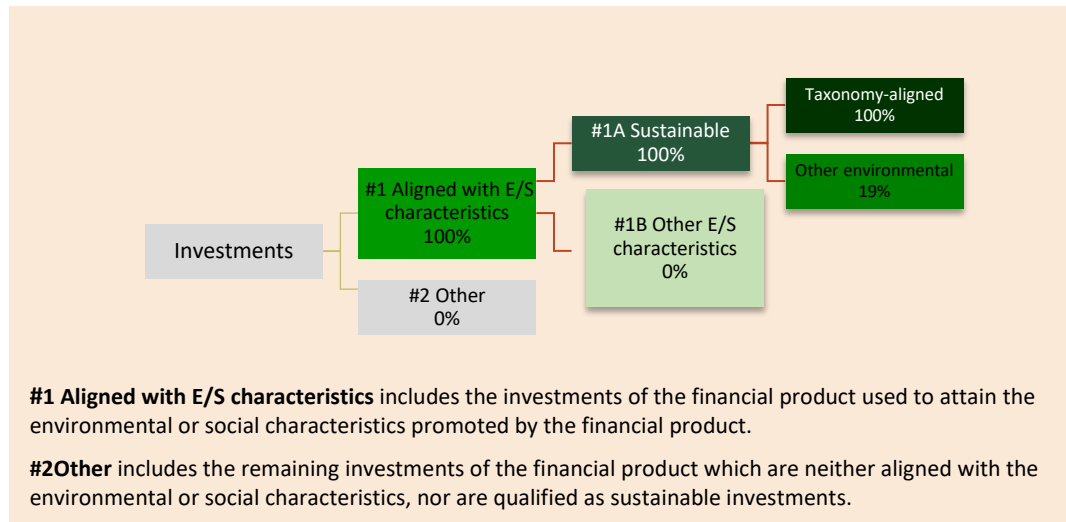 Investments
#1 Aligned with E/S
characteristics
100%
#2 Other
0%
#1A Sustainable
100%
#1B Other E/S
characteristics
0%
Taxonomy-aligned
100%
Other environmental
19%
#1 Aligned with E/S characteristics includes the investments of the financial product used to attain the
environmental or social characteristics promoted by the financial product.
#2Other includes the remaining investments of the financial product which are neither aligned with the
environmental or social characteristics, nor are qualified as sustainable investments.